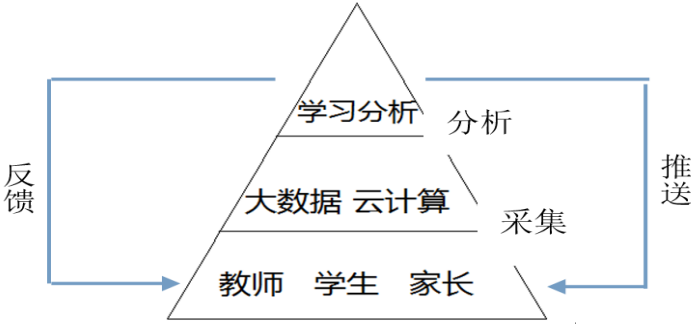 学习分析
分析
反馈
推送
大数据 云计算
采集
教师 学生 家长